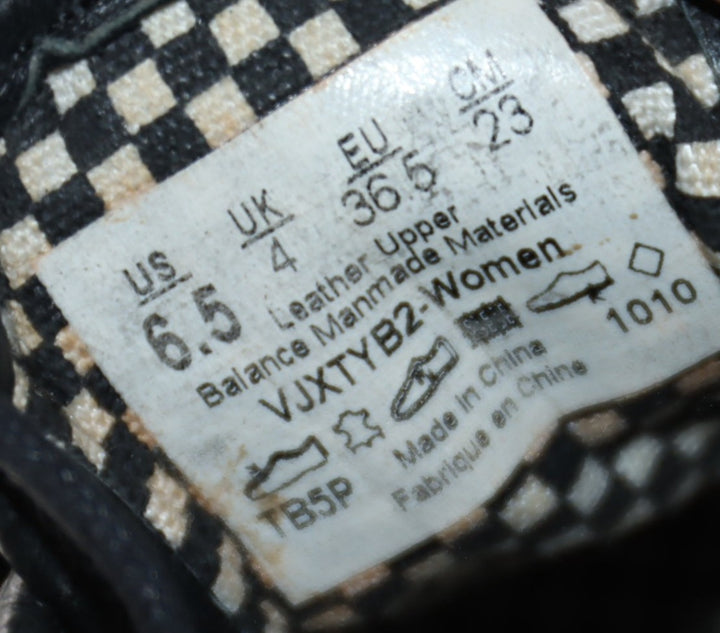 US UK EU CM
6.5 4 36.5 23
Leather Upper
Balance Manmade Materials
VJXTYB2-Women
TB5P Made in China 1010
Fabrique en Chine